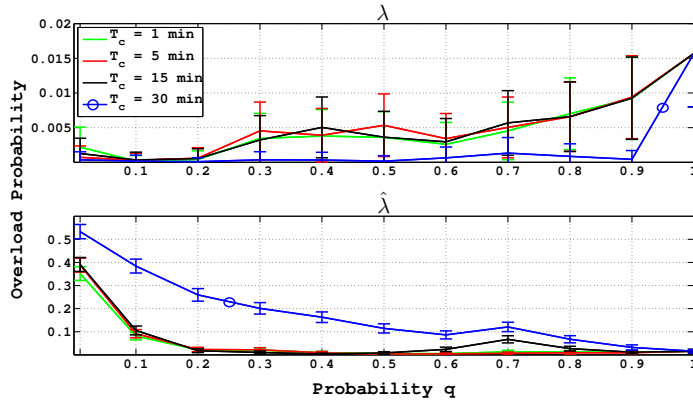 λ
0.02
0.015
0.01
0.005
T_c = 1 min
T_c = 5 min
T_c = 15 min
T_c = 30 min
0.1 0.2 0.3 0.4 0.5 0.6 0.7 0.8 0.9 1
Overload Probability
λ̂
0.5
0.4
0.3
0.2
0.1
0.1 0.2 0.3 0.4 0.5 0.6 0.7 0.8 0.9 1
Probability q